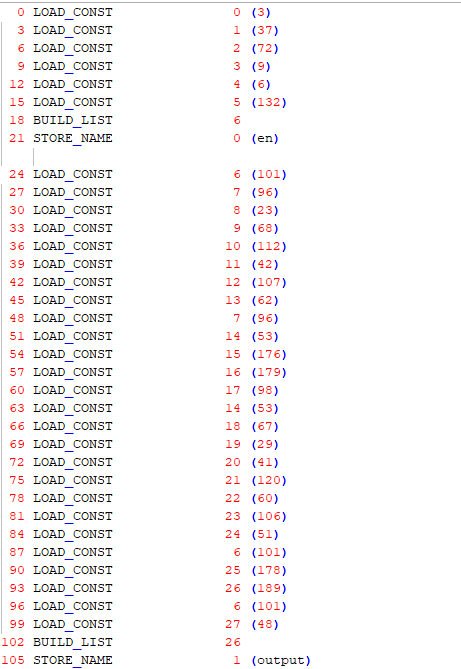 0 LOAD_CONST 0 (3)
3 LOAD_CONST 1 (37)
6 LOAD_CONST 2 (72)
9 LOAD_CONST 3 (9)
12 LOAD_CONST 4 (6)
15 LOAD_CONST 5 (132)
18 BUILD_LIST 6
21 STORE_NAME 0 (en)
24 LOAD_CONST 6 (101)
27 LOAD_CONST 7 (96)
30 LOAD_CONST 8 (23)
33 LOAD_CONST 9 (68)
36 LOAD_CONST 10 (112)
39 LOAD_CONST 11 (42)
42 LOAD_CONST 12 (107)
45 LOAD_CONST 13 (62)
48 LOAD_CONST 7 (96)
51 LOAD_CONST 14 (53)
54 LOAD_CONST 15 (176)
57 LOAD_CONST 16 (179)
60 LOAD_CONST 17 (98)
63 LOAD_CONST 14 (53)
66 LOAD_CONST 18 (67)
69 LOAD_CONST 19 (29)
72 LOAD_CONST 20 (41)
75 LOAD_CONST 21 (120)
78 LOAD_CONST 22 (60)
81 LOAD_CONST 23 (106)
84 LOAD_CONST 24 (51)
87 LOAD_CONST 6 (101)
90 LOAD_CONST 25 (178)
93 LOAD_CONST 26 (189)
96 LOAD_CONST 6 (101)
99 LOAD_CONST 27 (48)
102 BUILD_LIST 26
105 STORE_NAME 1 (output)